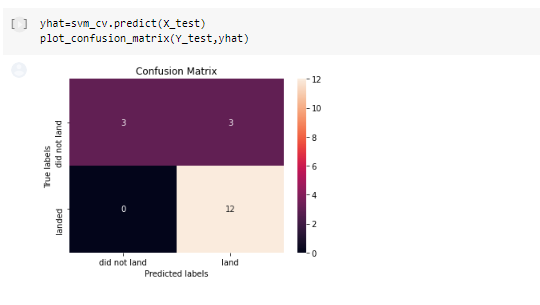 [ ] yhat=svm_cv.predict(X_test)
plot_confusion_matrix(Y_test,yhat)
Confusion Matrix
True labels
did not land
landed
3 3
0 12
did not land land
Predicted labels
12
10
8
6
4
2
0